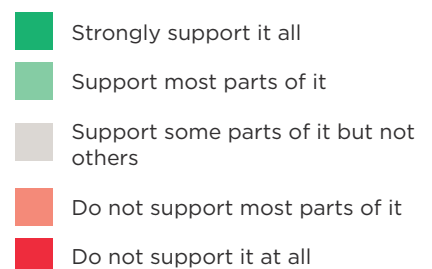 Strongly support it all
Support most parts of it
Support some parts of it but not
others
Do not support most parts of it
Do not support it at all